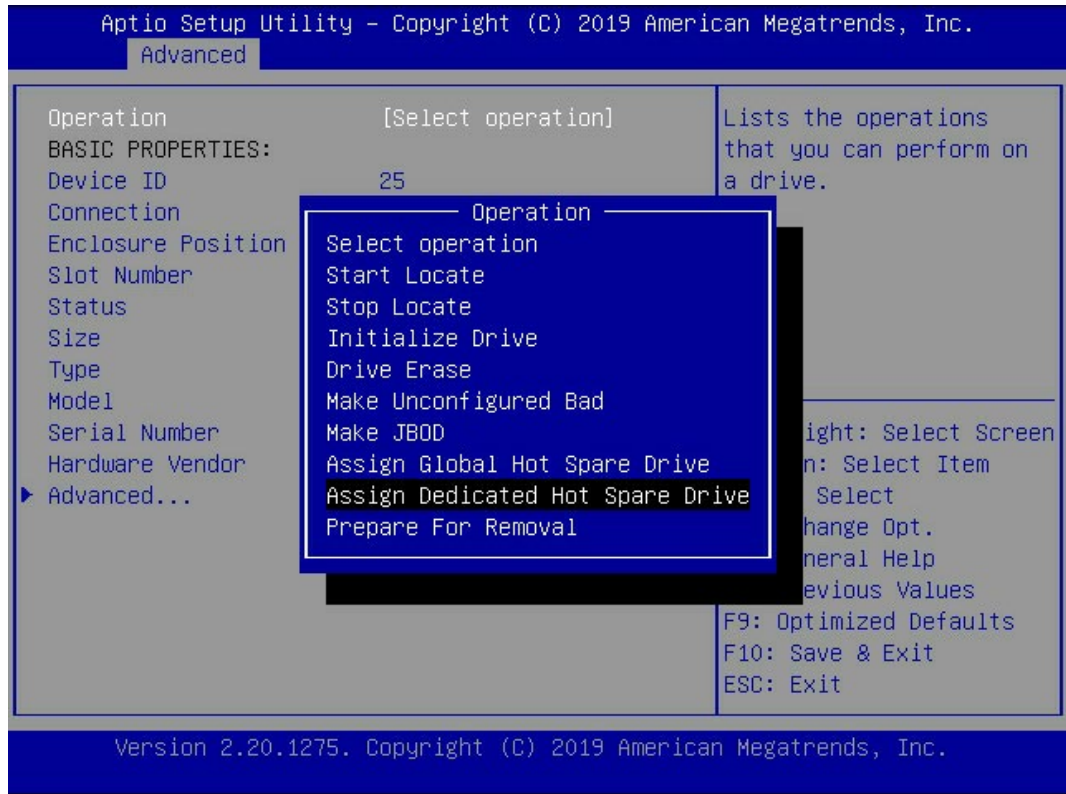 Aptio Setup Utility – Copyright (C) 2019 American Megatrends, Inc.
Advanced
Operation [Select operation]
BASIC PROPERTIES:
Device ID 25
Connection
Enclosure Position
Slot Number
Status
Size
Type
Model
Serial Number
Hardware Vendor
Advanced...
Operation
Select operation
Start Locate
Stop Locate
Initialize Drive
Drive Erase
Make Unconfigured Bad
Make JBOD
Assign Global Hot Spare Drive
Assign Dedicated Hot Spare Drive
Prepare For Removal
Lists the operations
that you can perform on
a drive.
ight: Select Screen
n: Select Item
Select
hange Opt.
neral Help
evious Values
F9: Optimized Defaults
F10: Save & Exit
ESC: Exit
Version 2.20.1275. Copyright (C) 2019 American Megatrends, Inc.